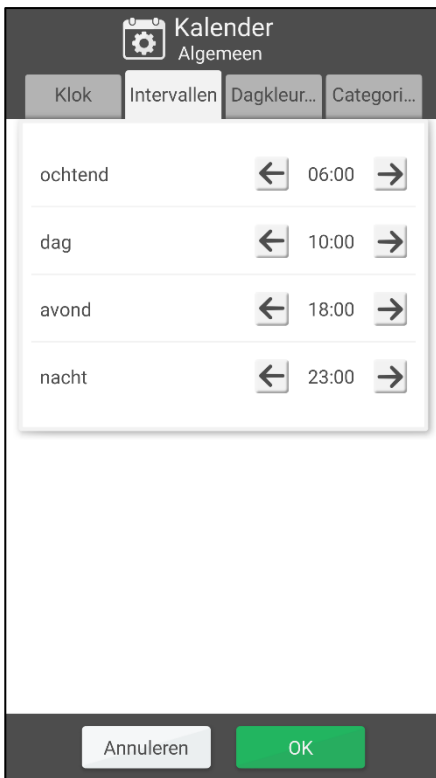 Kalender
Algemeen
Klok Intervallen Dagkleur... Categori...
ochtend 06:00
dag 10:00
avond 18:00
nacht 23:00
Annuleren OK